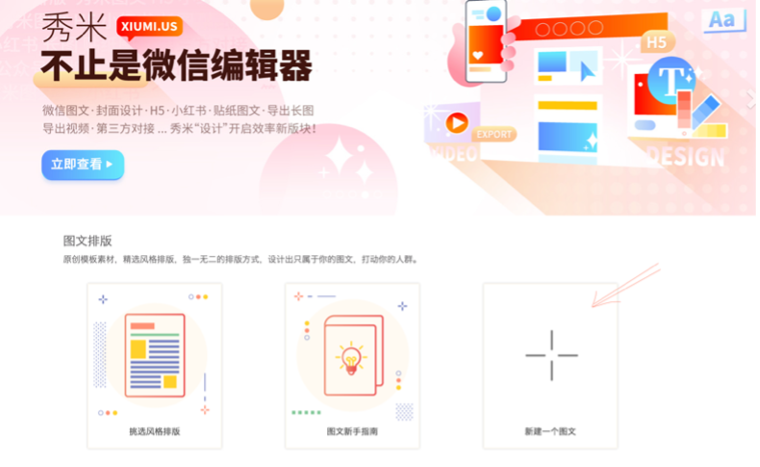 秀米 XIUMI.US
不止是微信编辑器
微信图文·封面设计·H5·小红书·贴纸图文·导出长图
导出视频·第三方对接 ... 秀米“设计”开启效率新版块！
立即查看
Aa
H5
T
EXPORT
VIDEO
DESIGN
图文排版
原创模板素材，精选风格排版，独一无二的排版方式，设计出只属于你的图文，打动你的人群。
挑选风格排版
图文新手指南
新建一个图文